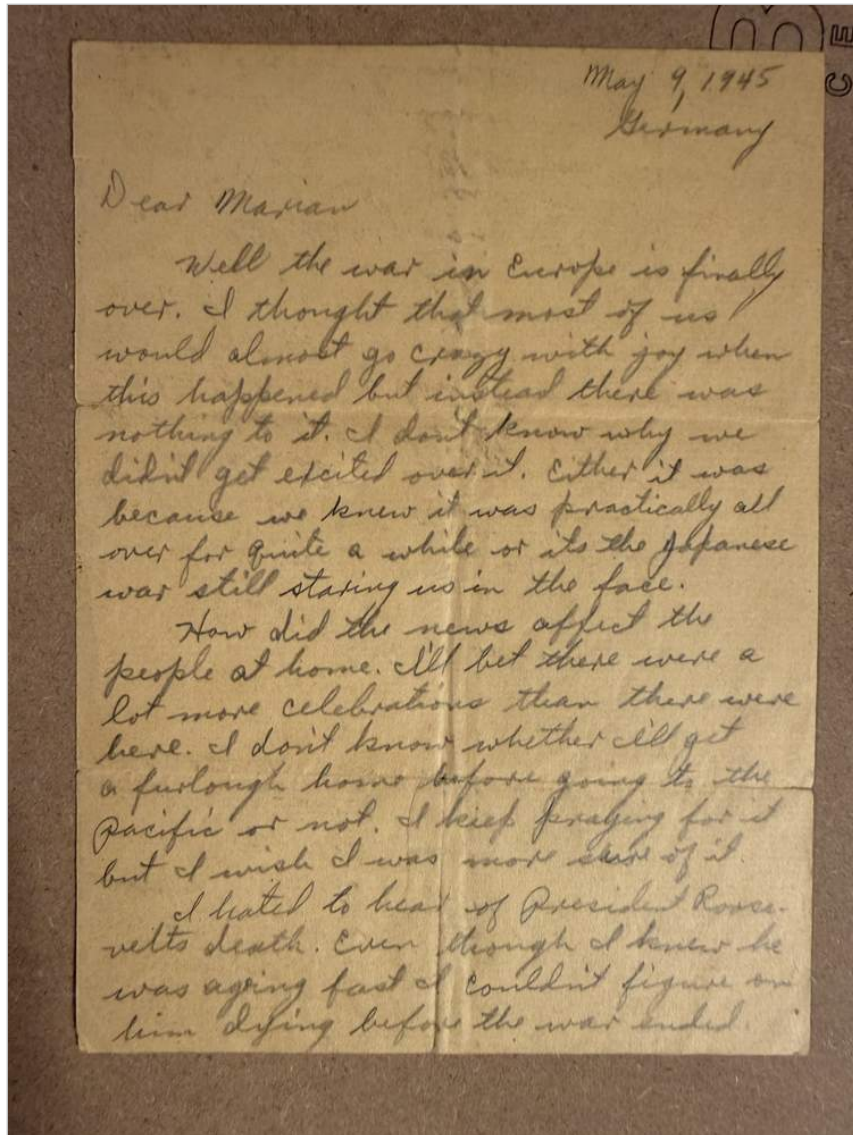 May 9, 1945
Germany
Dear Marian
Well the war in Europe is finally
over. I thought that most of us
would almost go crazy with joy when
this happened but instead there was
nothing to it. I dont know why we
didn't get excited over it. Either it was
because we knew it was practically all
over for quite a while or its the Japanese
war still staring us in the face.
How did the news affect the
people at home. I'll bet there were a
lot more celebrations than there were
here. I don't know whether I'll get
a furlough home before going to the
Pacific or not. I keep praying for it
but I wish I was more sure of it.
I hated to hear of President Roose-
velts death. Even though I knew he
was ageing fast I couldn't figure on
him dying before the war ended.